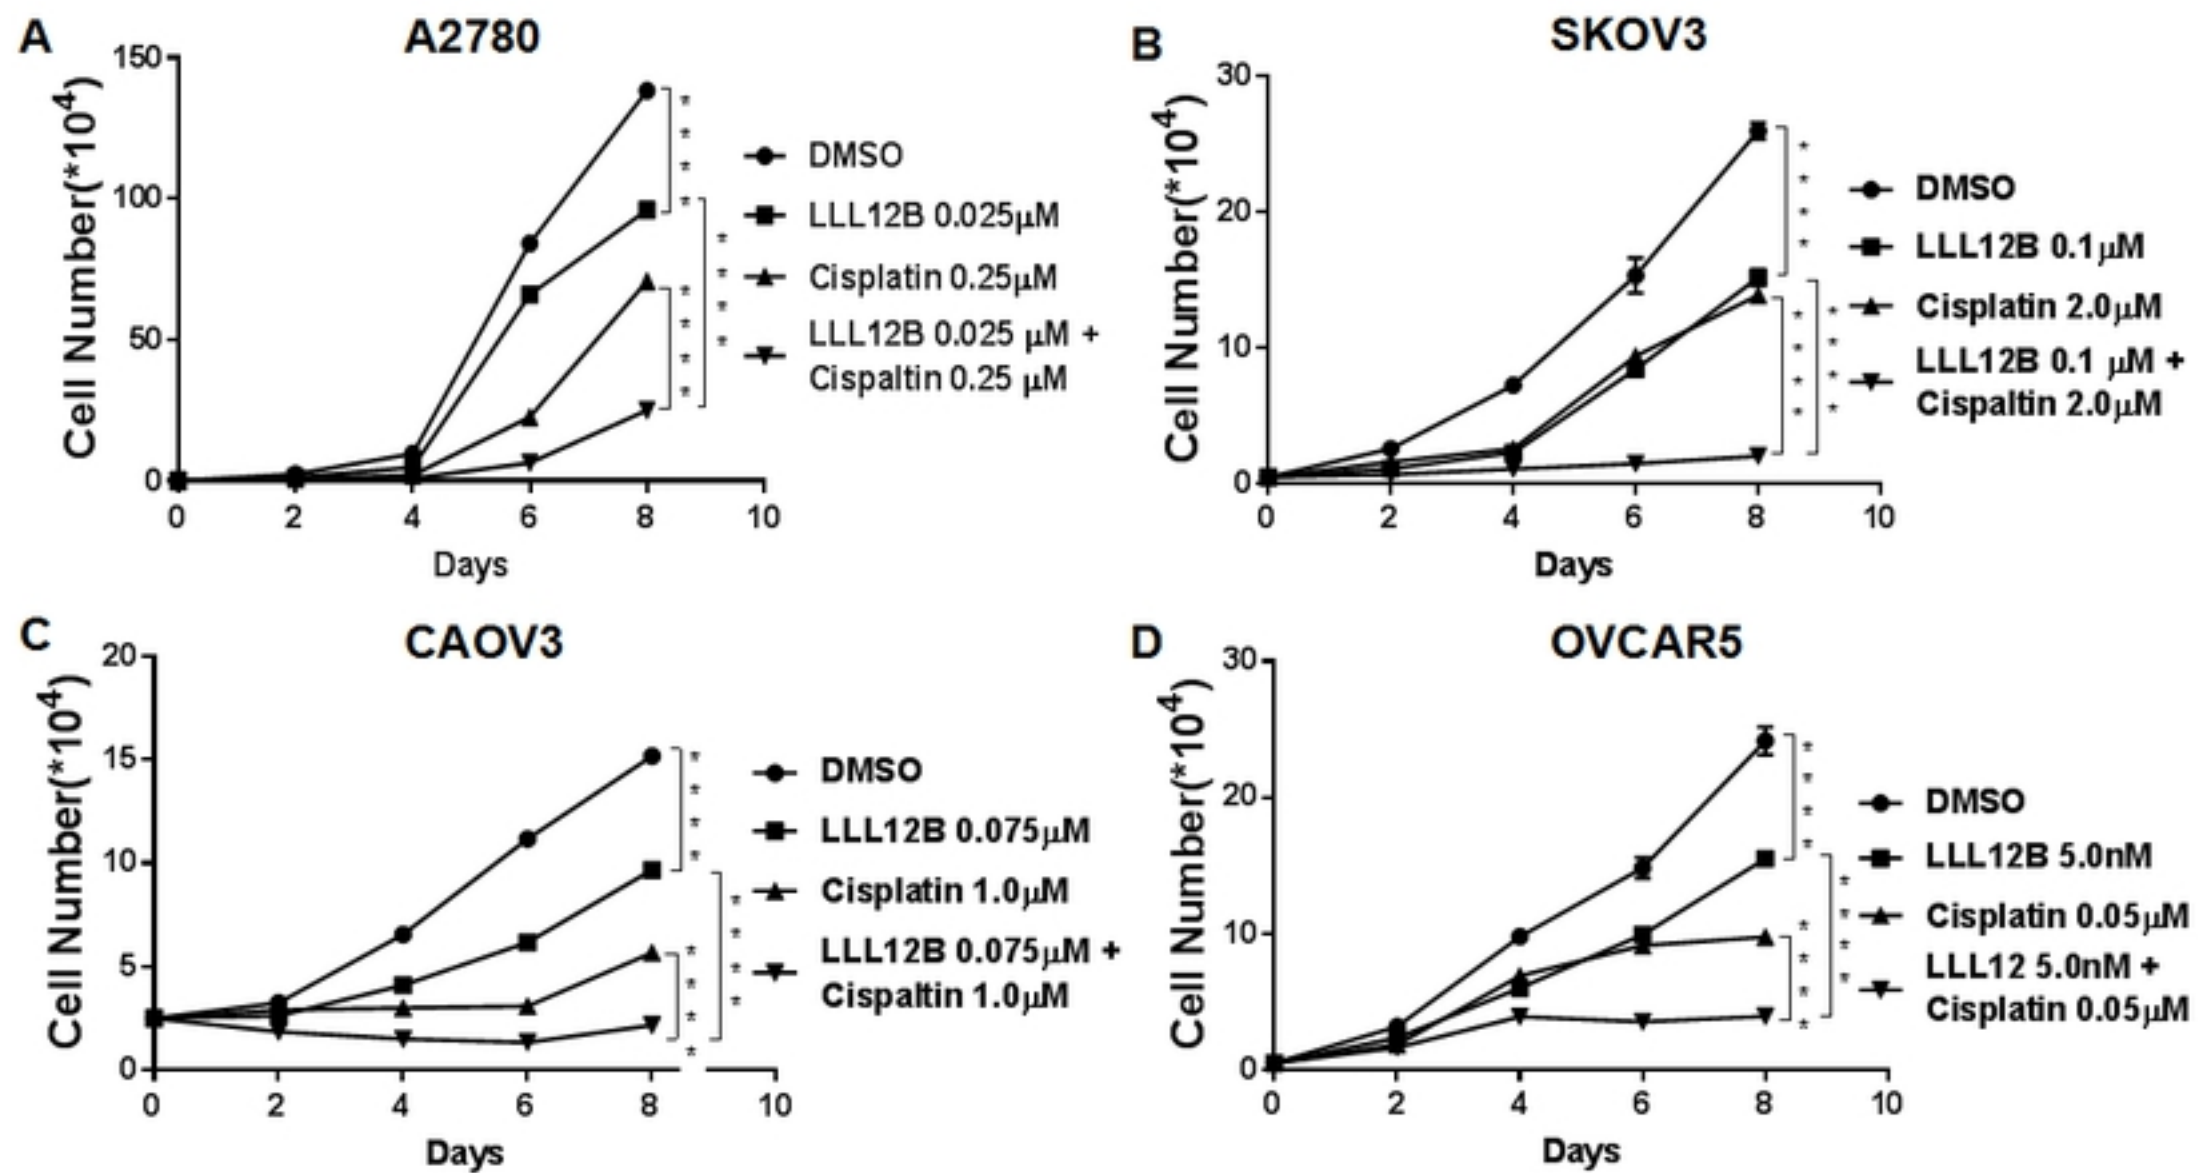 A
A2780
Cell Number(*10⁴)
150
100
50
0
0 2 4 6 8 10
Days
DMSO
LLL12B 0.025μM
Cisplatin 0.25μM
LLL12B 0.025 μM +
Cispaltin 0.25 μM
* * * *
* * * *
* * * *
B
SKOV3
Cell Number(*10⁴)
30
20
10
0
0 2 4 6 8 10
Days
DMSO
LLL12B 0.1μM
Cisplatin 2.0μM
LLL12B 0.1 μM +
Cispaltin 2.0μM
* * * *
* * * *
* * * *
C
CAOV3
Cell Number(*10⁴)
20
15
10
5
0
0 2 4 6 8 10
Days
DMSO
LLL12B 0.075μM
Cisplatin 1.0μM
LLL12B 0.075μM +
Cispaltin 1.0μM
* * * *
* * * *
* * * *
D
OVCAR5
Cell Number(*10⁴)
30
20
10
0
0 2 4 6 8 10
Days
DMSO
LLL12B 5.0nM
Cisplatin 0.05μM
LLL12 5.0nM +
Cisplatin 0.05μM
* * * *
* * * *
* * * *